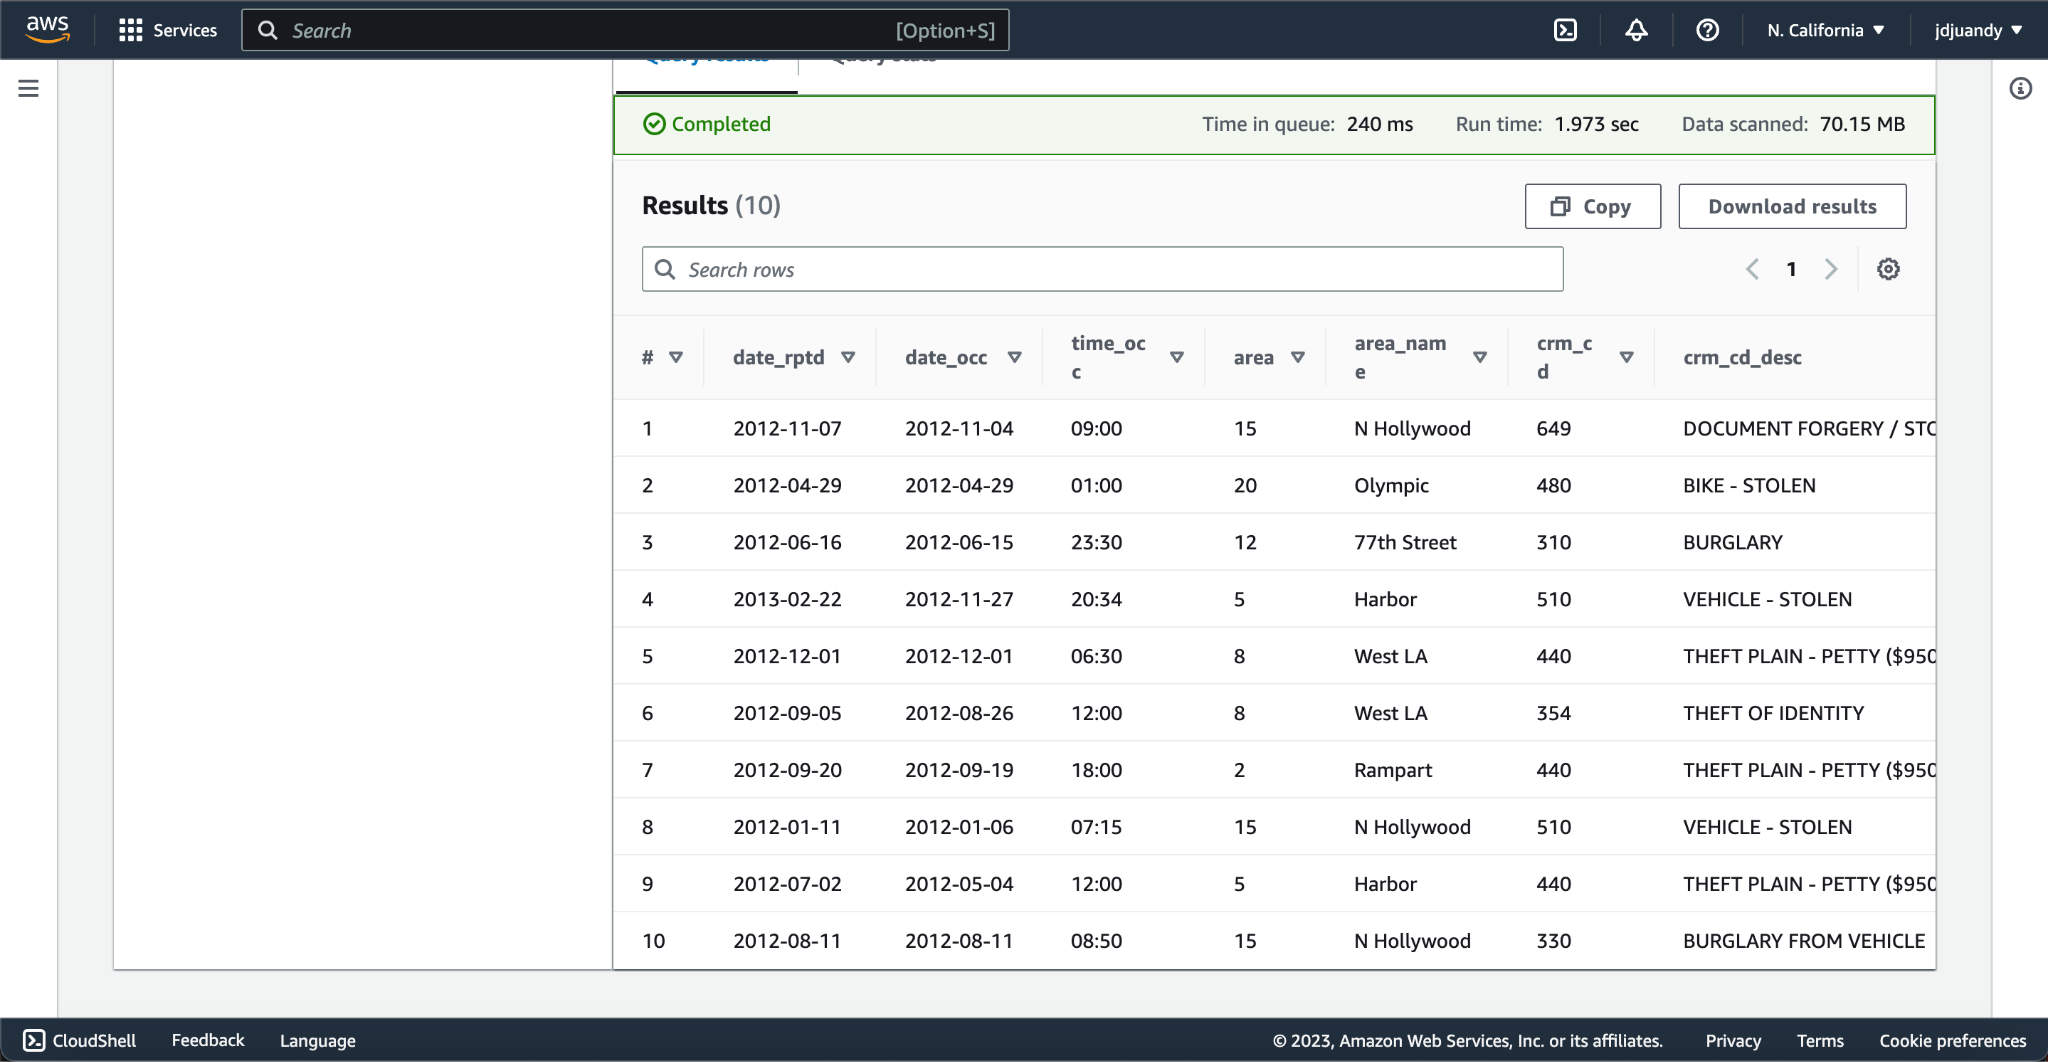 aws Services Search [Option+S] N. California jdjuandy
Query results Query stats
Completed Time in queue: 240 ms Run time: 1.973 sec Data scanned: 70.15 MB
Results (10) Copy Download results
Search rows 1
# date_rptd date_occ time_oc
c area area_nam
e crm_c
d crm_cd_desc
1 2012-11-07 2012-11-04 09:00 15 N Hollywood 649 DOCUMENT FORGERY / STO
2 2012-04-29 2012-04-29 01:00 20 Olympic 480 BIKE - STOLEN
3 2012-06-16 2012-06-15 23:30 12 77th Street 310 BURGLARY
4 2013-02-22 2012-11-27 20:34 5 Harbor 510 VEHICLE - STOLEN
5 2012-12-01 2012-12-01 06:30 8 West LA 440 THEFT PLAIN - PETTY ($950
6 2012-09-05 2012-08-26 12:00 8 West LA 354 THEFT OF IDENTITY
7 2012-09-20 2012-09-19 18:00 2 Rampart 440 THEFT PLAIN - PETTY ($950
8 2012-01-11 2012-01-06 07:15 15 N Hollywood 510 VEHICLE - STOLEN
9 2012-07-02 2012-05-04 12:00 5 Harbor 440 THEFT PLAIN - PETTY ($950
10 2012-08-11 2012-08-11 08:50 15 N Hollywood 330 BURGLARY FROM VEHICLE
CloudShell Feedback Language © 2023, Amazon Web Services, Inc. or its affiliates. Privacy Terms Cookie preferences